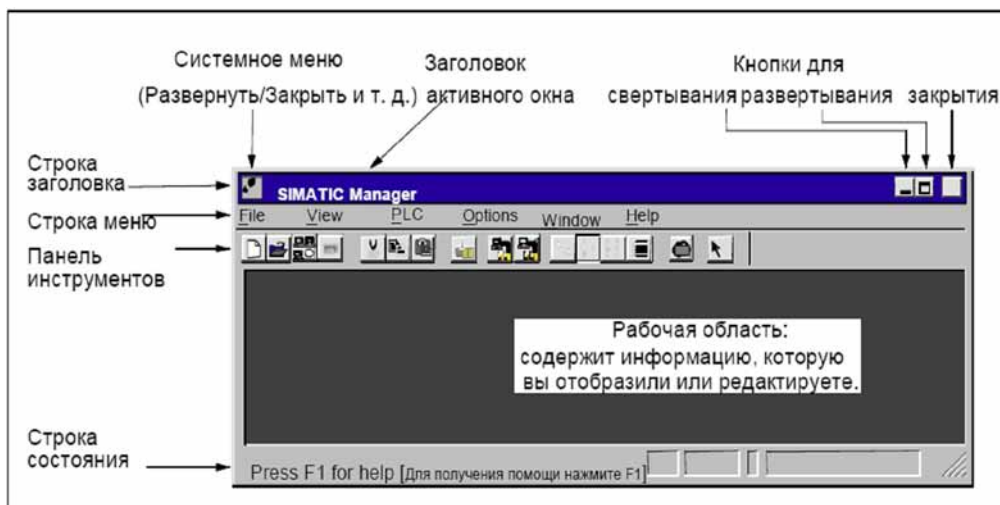 Системное меню
(Развернуть/Закрыть и т. д.)
Заголовок
активного окна
Кнопки для
свертывания развертывания закрытия
Строка
заголовка
SIMATIC Manager
Строка меню
File View PLC Options Window Help
Панель
инструментов
Рабочая область:
содержит информацию, которую
вы отобразили или редактируете.
Строка
состояния
Press F1 for help [Для получения помощи нажмите F1]